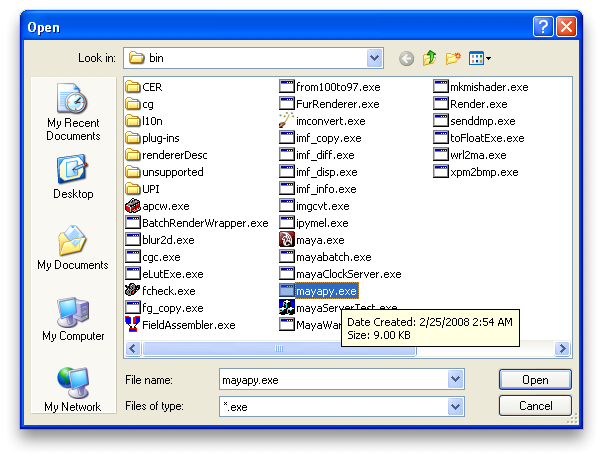 Open
Look in: bin
My Recent Documents
Desktop
My Documents
My Computer
My Network
CER
cg
l10n
plug-ins
rendererDesc
unsupported
UPI
apcw.exe
BatchRenderWrapper.exe
blur2d.exe
cgc.exe
eLutExe.exe
fcheck.exe
fg_copy.exe
FieldAssembler.exe
from100to97.exe
FurRenderer.exe
imconvert.exe
imf_copy.exe
imf_diff.exe
imf_disp.exe
imf_info.exe
imgcvt.exe
ipymel.exe
maya.exe
mayabatch.exe
mayaClockServer.exe
mayapy.exe
mayaServerTest.exe
MayaWar
mkmishader.exe
Render.exe
senddmp.exe
toFloatExe.exe
wrl2ma.exe
xpm2bmp.exe
Date Created: 2/25/2008 2:54 AM
Size: 9.00 KB
File name: mayapy.exe
Open
Files of type: *.exe
Cancel